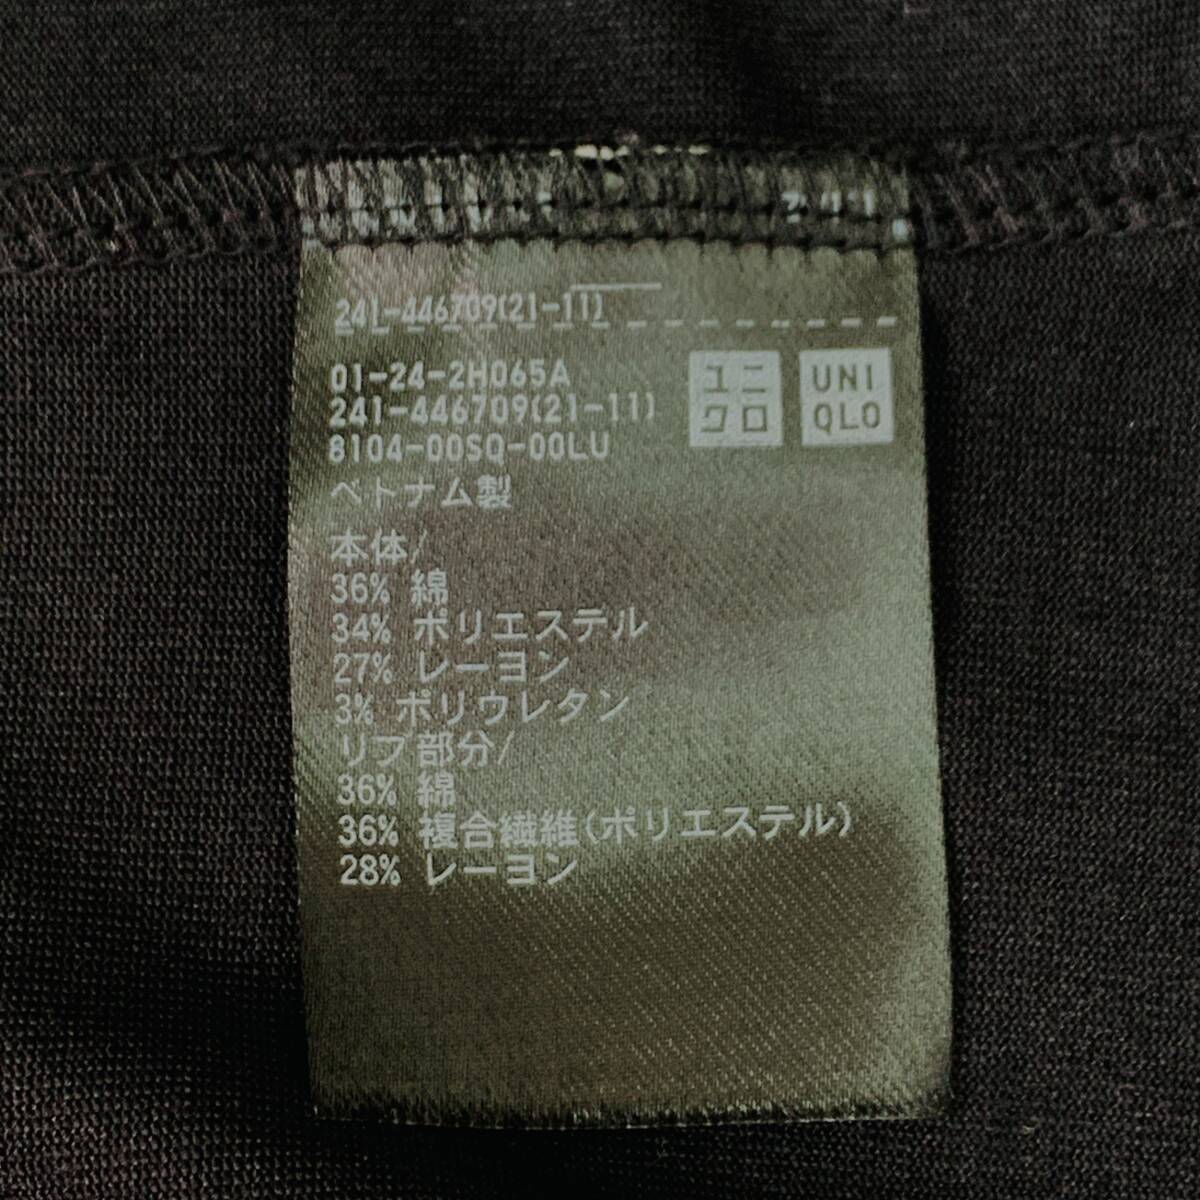 241-446709(21-11)
01-24-2H065A
241-446709(21-11)
8104-00SQ-00LU
ユニ
クロ
UNI
QLO
ベトナム製
本体/
36% 綿
34% ポリエステル
27% レーヨン
3% ポリウレタン
リブ部分/
36% 綿
36% 複合繊維(ポリエステル)
28% レーヨン